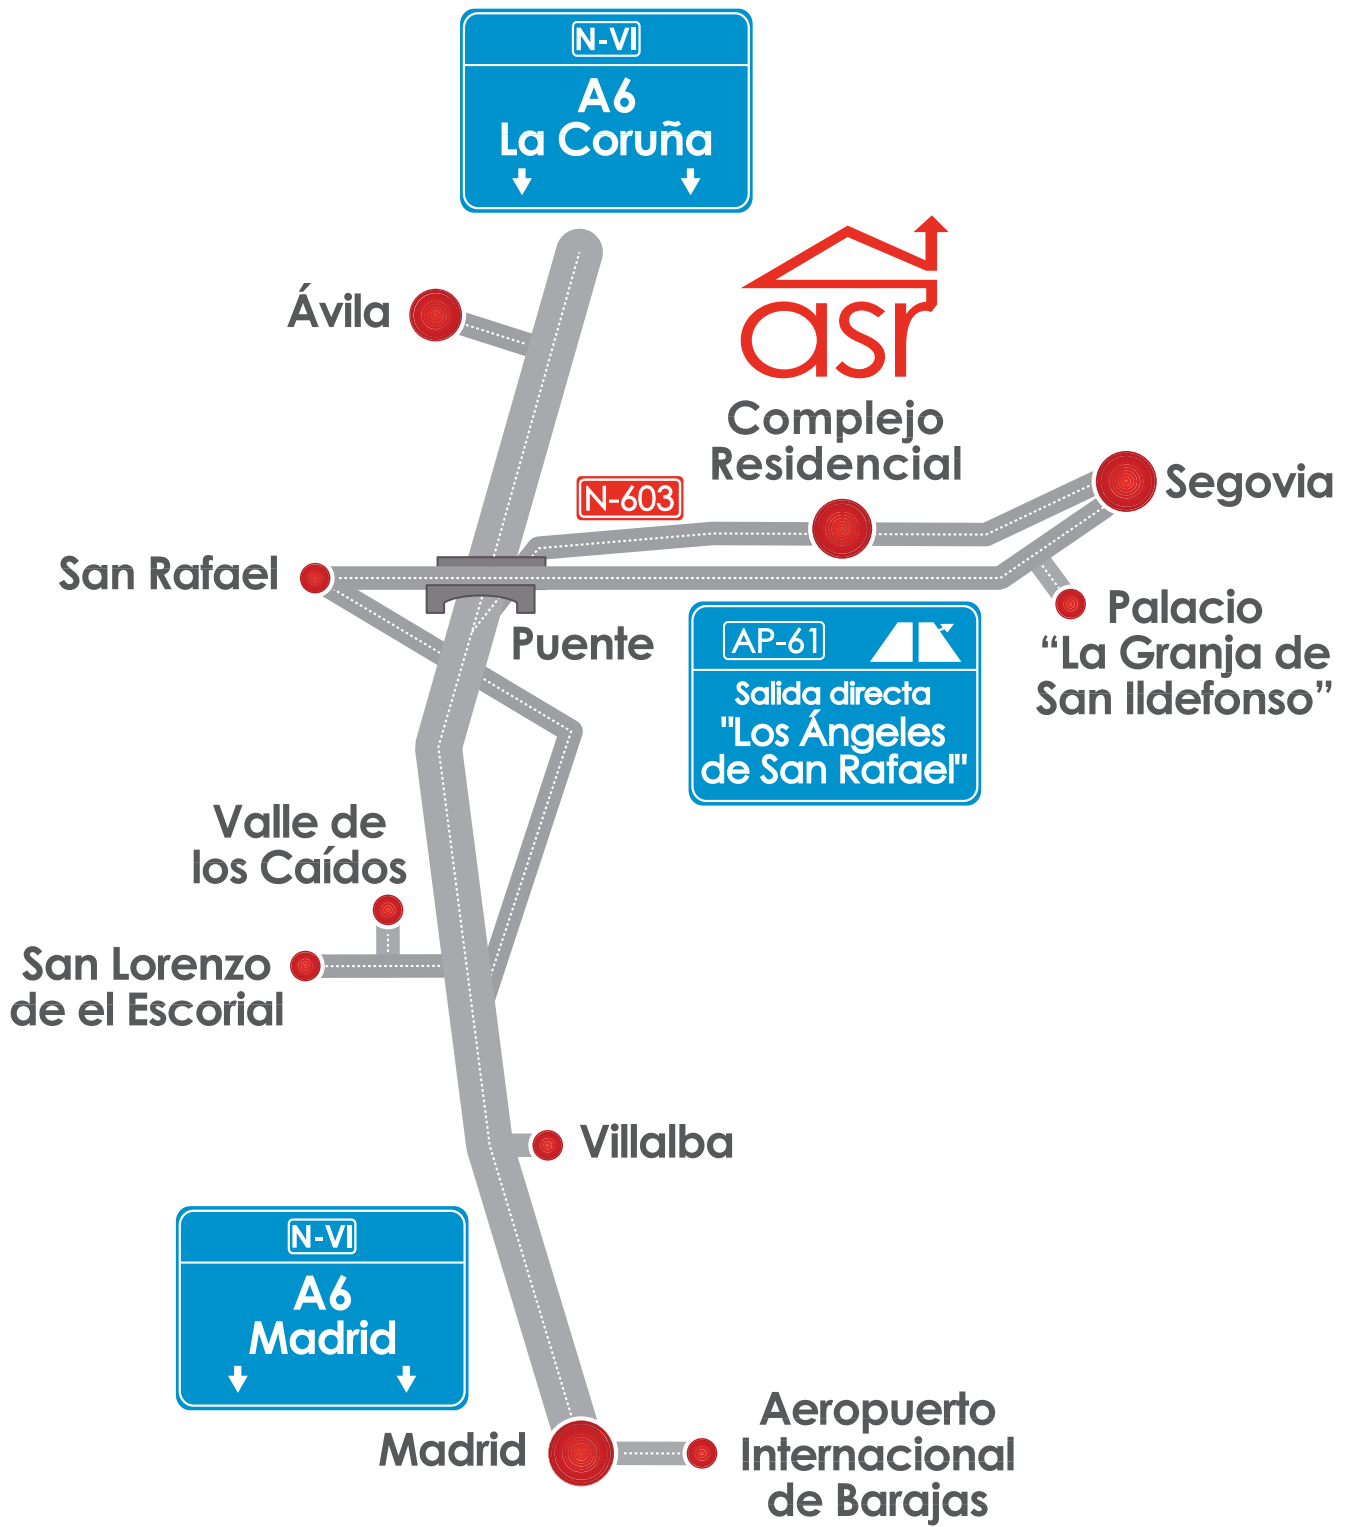 N-VI
A6
La Coruña
Ávila
asr
Complejo
Residencial
N-603
Segovia
San Rafael
Puente
AP-61
Salida directa
"Los Ángeles
de San Rafael"
Palacio
“La Granja de
San Ildefonso”
Valle de
los Caídos
San Lorenzo
de el Escorial
Villalba
N-VI
A6
Madrid
Madrid
Aeropuerto
Internacional
de Barajas